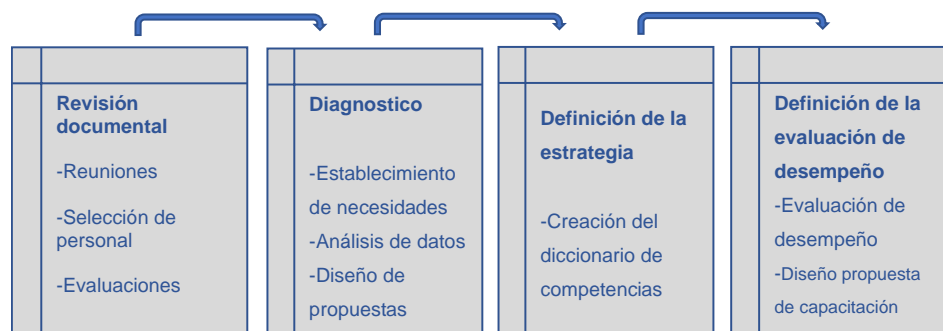 Revisión
documental
-Reuniones
-Selección de
personal
-Evaluaciones
Diagnostico
-Establecimiento
de necesidades
-Análisis de datos
-Diseño de
propuestas
Definición de la
estrategia
-Creación del
diccionario de
competencias
Definición de la
evaluación de
desempeño
-Evaluación de
desempeño
-Diseño propuesta
de capacitación